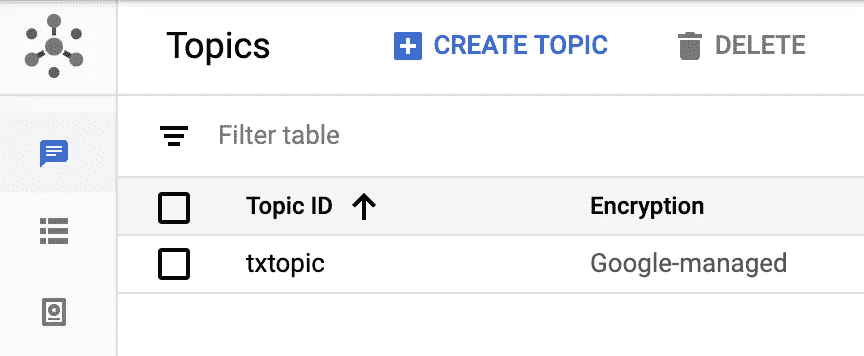 Topics CREATE TOPIC DELETE
Filter table
Topic ID Encryption
txtopic Google-managed